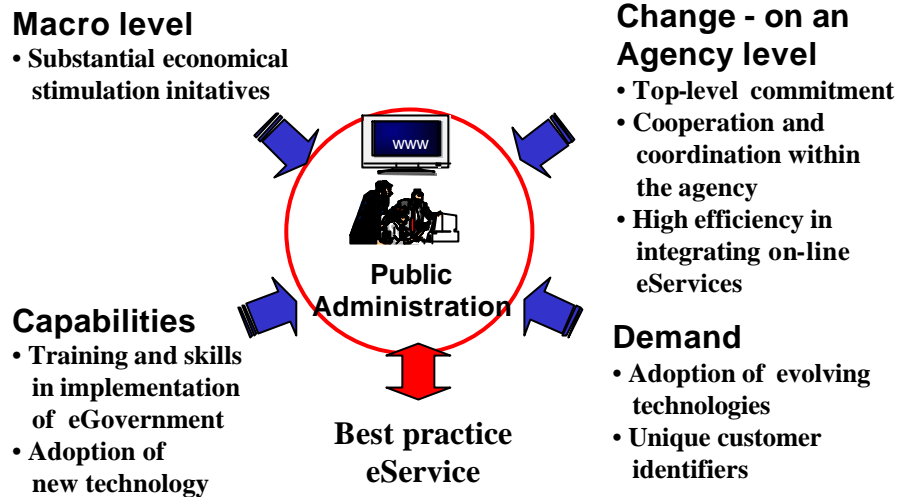 Macro level
• Substantial economical
stimulation initatives
Change - on an
Agency level
• Top-level commitment
• Cooperation and
coordination within
the agency
• High efficiency in
integrating on-line
eServices
www
Public
Administration
Capabilities
• Training and skills
in implementation
of eGovernment
• Adoption of
new technology
Demand
• Adoption of evolving
technologies
• Unique customer
identifiers
Best practice
eService